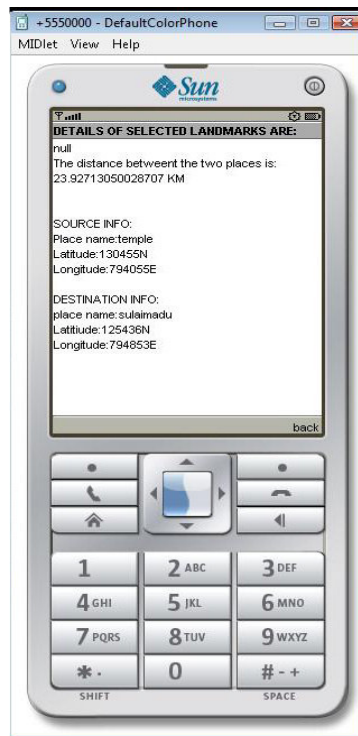 +5550000 - DefaultColorPhone
MIDlet View Help
Sun
microsystems
DETAILS OF SELECTED LANDMARKS ARE:
null
The distance betweent the two places is:
23.92713050028707 KM
SOURCE INFO:
Place name:temple
Latitude:130455N
Longitude:794055E
DESTINATION INFO:
place name:sulaimadu
Latitiude:125436N
Longitude:794853E
back
1 2 ABC 3 DEF
4 GHI 5 JKL 6 MNO
7 PQRS 8 TUV 9 WXYZ
* . 0 # - +
SHIFT SPACE